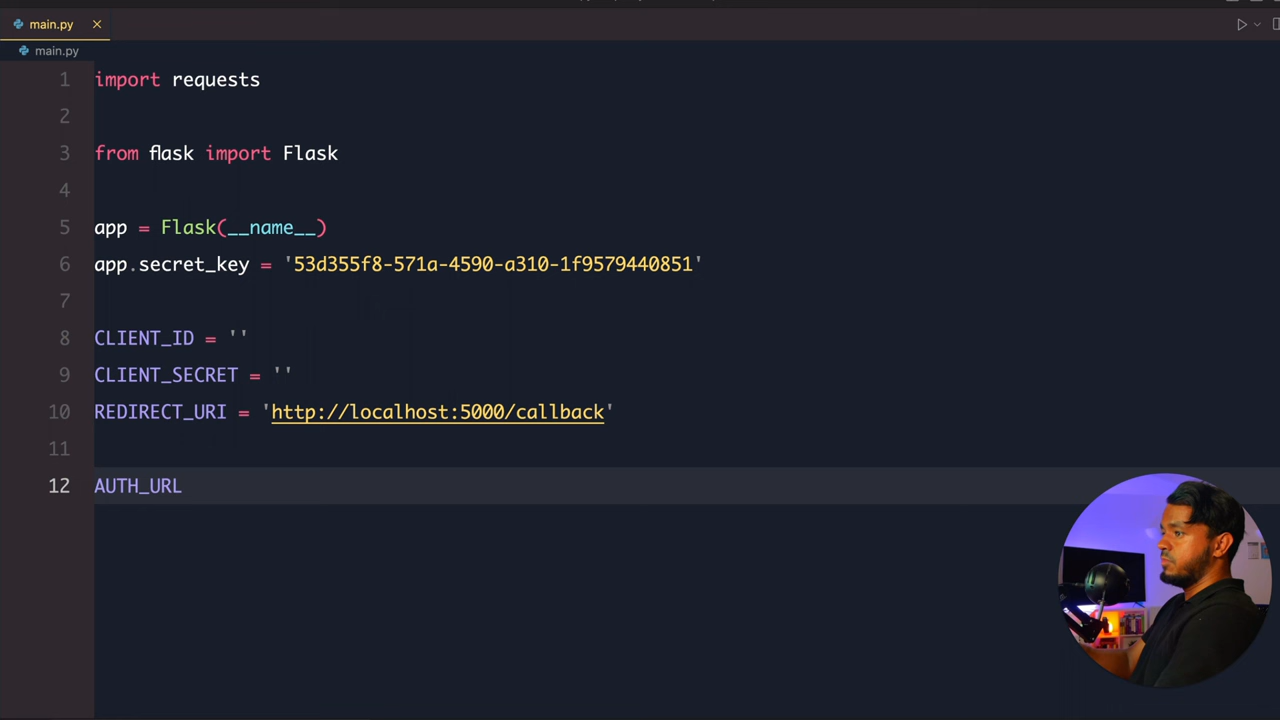 main.py
main.py
1 import requests
2
3 from flask import Flask
4
5 app = Flask(__name__)
6 app.secret_key = '53d355f8-571a-4590-a310-1f9579440851'
7
8 CLIENT_ID = ''
9 CLIENT_SECRET = ''
10 REDIRECT_URI = 'http://localhost:5000/callback'
11
12 AUTH_URL